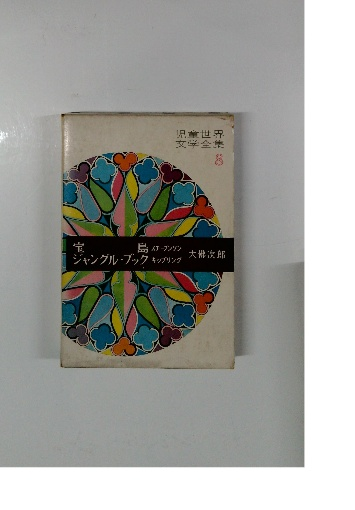 児童世界
文学全集
8
宝島 スチーブンソン
ジャングル・ブック キップリング
大佛次郎